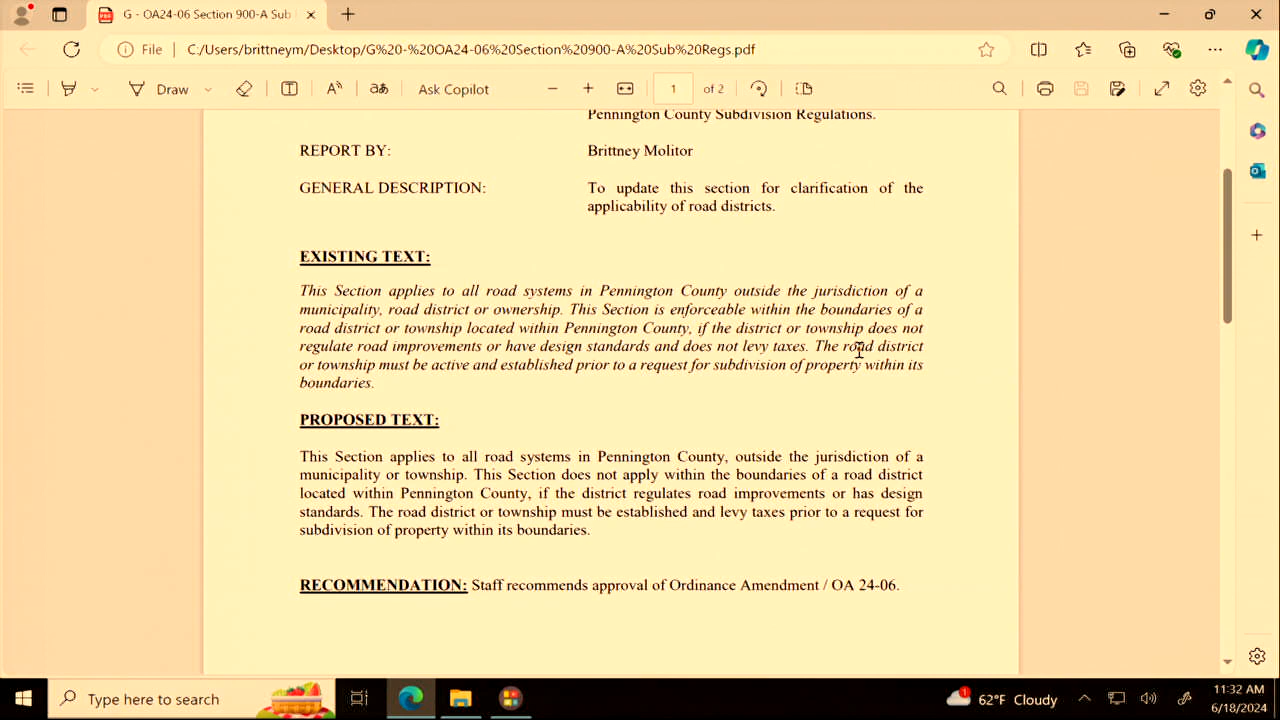 G - OA24-06 Section 900-A Sub
File
C:/Users/brittneym/Desktop/G%20-%20OA24-06%20Section%20900-A%20Sub%20Regs.pdf
Draw
Ask Copilot
1
of 2
Pennington County Subdivision Regulations.
REPORT BY:
Brittney Molitor
GENERAL DESCRIPTION:
To update this section for clarification of the
applicability of road districts.
EXISTING TEXT:
This Section applies to all road systems in Pennington County outside the jurisdiction of a
municipality, road district or ownership. This Section is enforceable within the boundaries of a
road district or township located within Pennington County, if the district or township does not
regulate road improvements or have design standards and does not levy taxes. The road district
or township must be active and established prior to a request for subdivision of property within its
boundaries.
PROPOSED TEXT:
This Section applies to all road systems in Pennington County, outside the jurisdiction of a
municipality or township. This Section does not apply within the boundaries of a road district
located within Pennington County, if the district regulates road improvements or has design
standards. The road district or township must be established and levy taxes prior to a request for
subdivision of property within its boundaries.
RECOMMENDATION: Staff recommends approval of Ordinance Amendment / OA 24-06.
Type here to search
1
62°F Cloudy
11:32 AM
6/18/2024